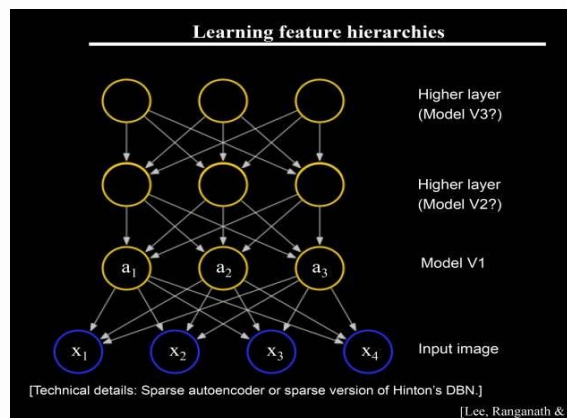 Learning feature hierarchies
Higher layer
(Model V3?)
Higher layer
(Model V2?)
a1 a2 a3
Model V1
x1 x2 x3 x4
Input image
[Technical details: Sparse autoencoder or sparse version of Hinton's DBN.]
[Lee, Ranganath &